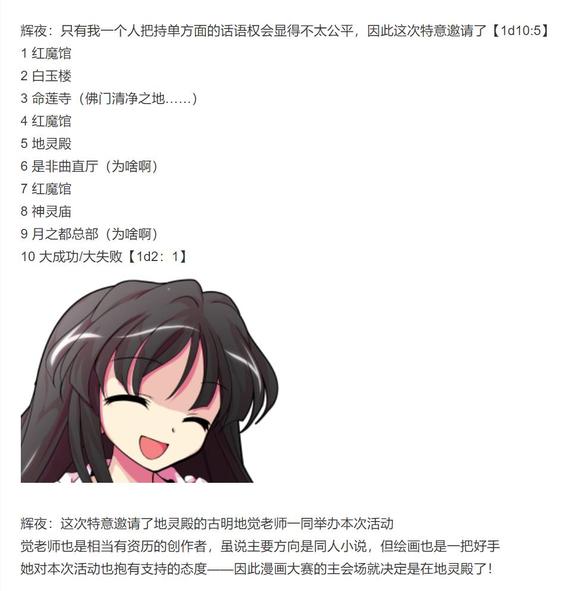 辉夜：只有我一个人把持单方面的话语权会显得不太公平，因此这次特意邀请了【1d10:5】
1 红魔馆
2 白玉楼
3 命莲寺（佛门清净之地……）
4 红魔馆
5 地灵殿
6 是非曲直厅（为啥啊）
7 红魔馆
8 神灵庙
9 月之都总部（为啥啊）
10 大成功/大失败【1d2：1】
辉夜：这次特意邀请了地灵殿的古明地觉老师一同举办本次活动
觉老师也是相当有资历的创作者，虽说主要方向是同人小说，但绘画也是一把好手
她对本次活动也抱有支持的态度——因此漫画大赛的主会场就决定是在地灵殿了！